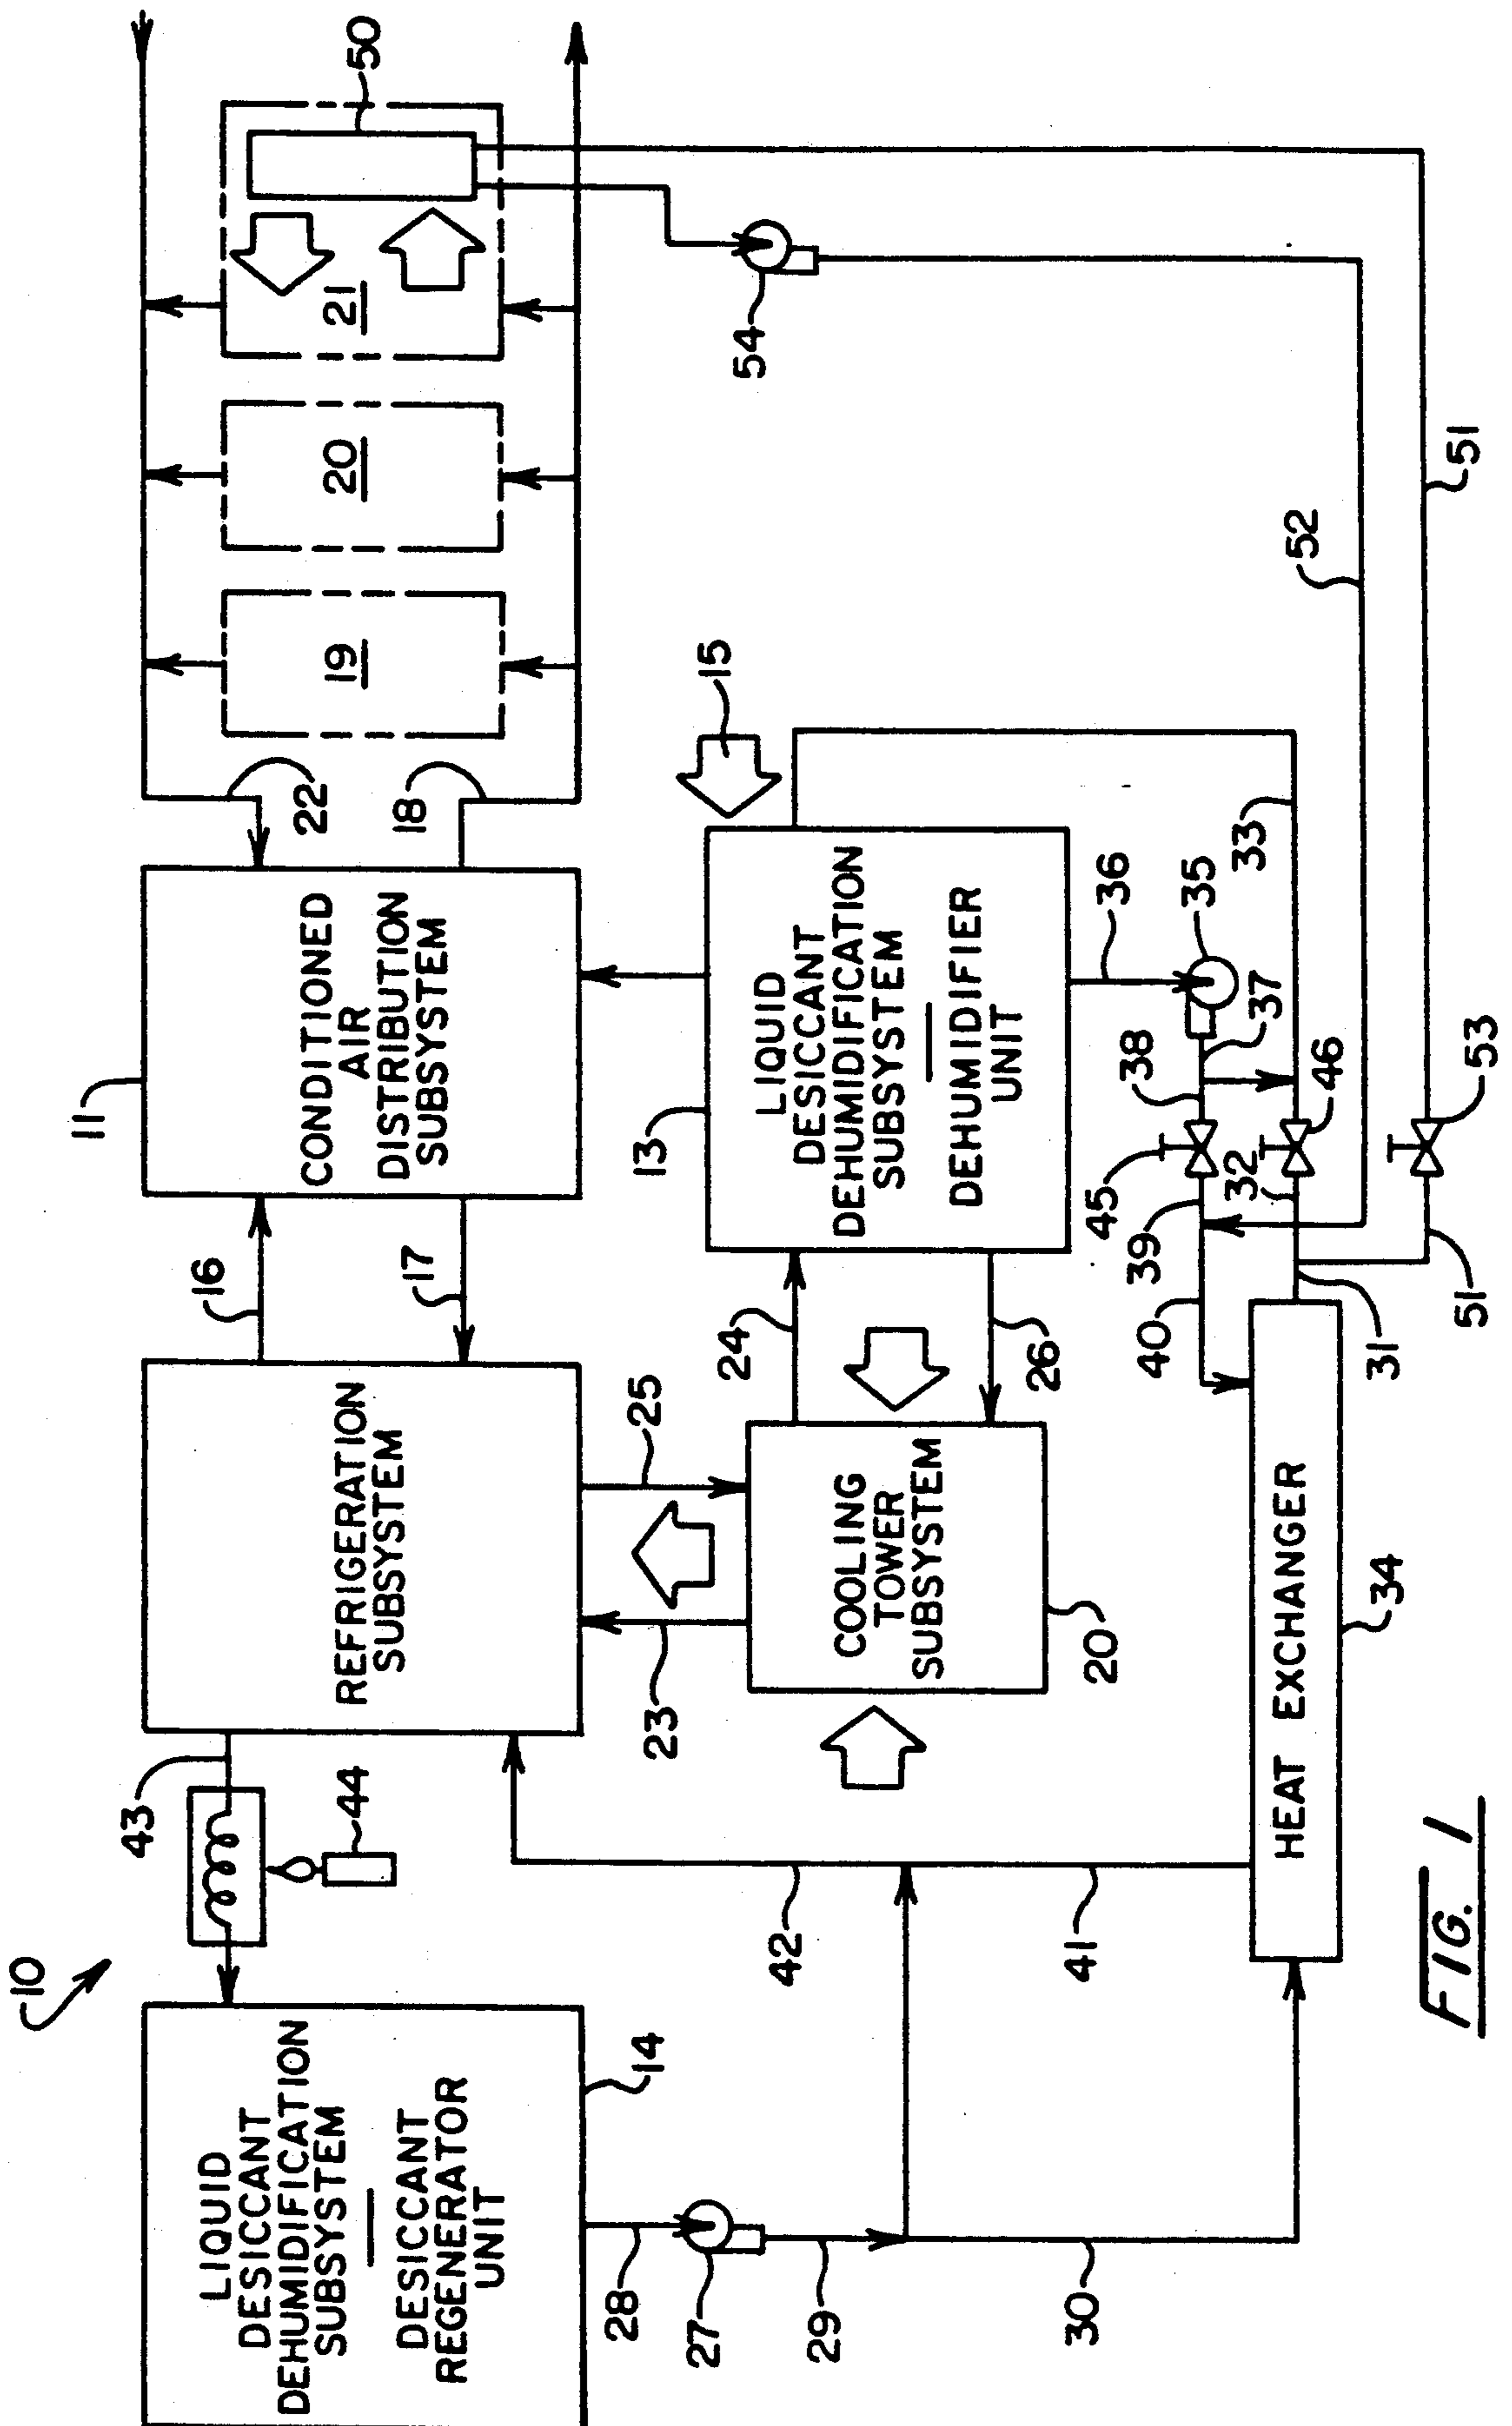 10
LIQUID
DESICCANT
DEHUMIDIFICATION
SUBSYSTEM
DESICCANT
REGENERATOR
UNIT
14
28
27
29
30
43
44
REFRIGERATION
SUBSYSTEM
16
17
11
CONDITIONED
AIR
DISTRIBUTION
SUBSYSTEM
22
18
19
20
21
50
23
25
COOLING
TOWER
SUBSYSTEM
20
24
26
13
LIQUID
DESICCANT
DEHUMIDIFICATION
SUBSYSTEM
DEHUMIDIFIER
UNIT
15
36
35
37
38
45
39
40
32
46
33
31
42
41
HEAT EXCHANGER
34
51
53
52
51
54
FIG. 1